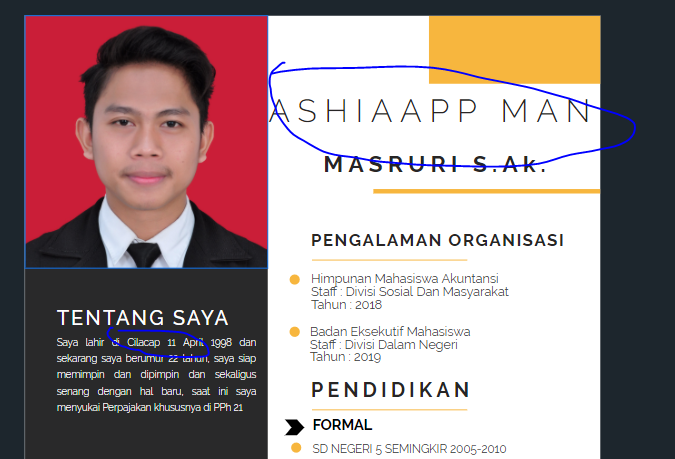 ASHIAAPP MAN
MASRURI S.Ak.
TENTANG SAYA
Saya lahir di Cilacap 11 April 1998 dan
sekarang saya berumur 22 tahun, saya siap
memimpin dan dipimpin dan sekaligus
senang dengan hal baru, saat ini saya
menyukai Perpajakan khususnya di PPh 21
PENGALAMAN ORGANISASI
Himpunan Mahasiswa Akuntansi
Staff : Divisi Sosial Dan Masyarakat
Tahun : 2018
Badan Eksekutif Mahasiswa
Staff : Divisi Dalam Negeri
Tahun : 2019
PENDIDIKAN
FORMAL
SD NEGERI 5 SEMINGKIR 2005-2010